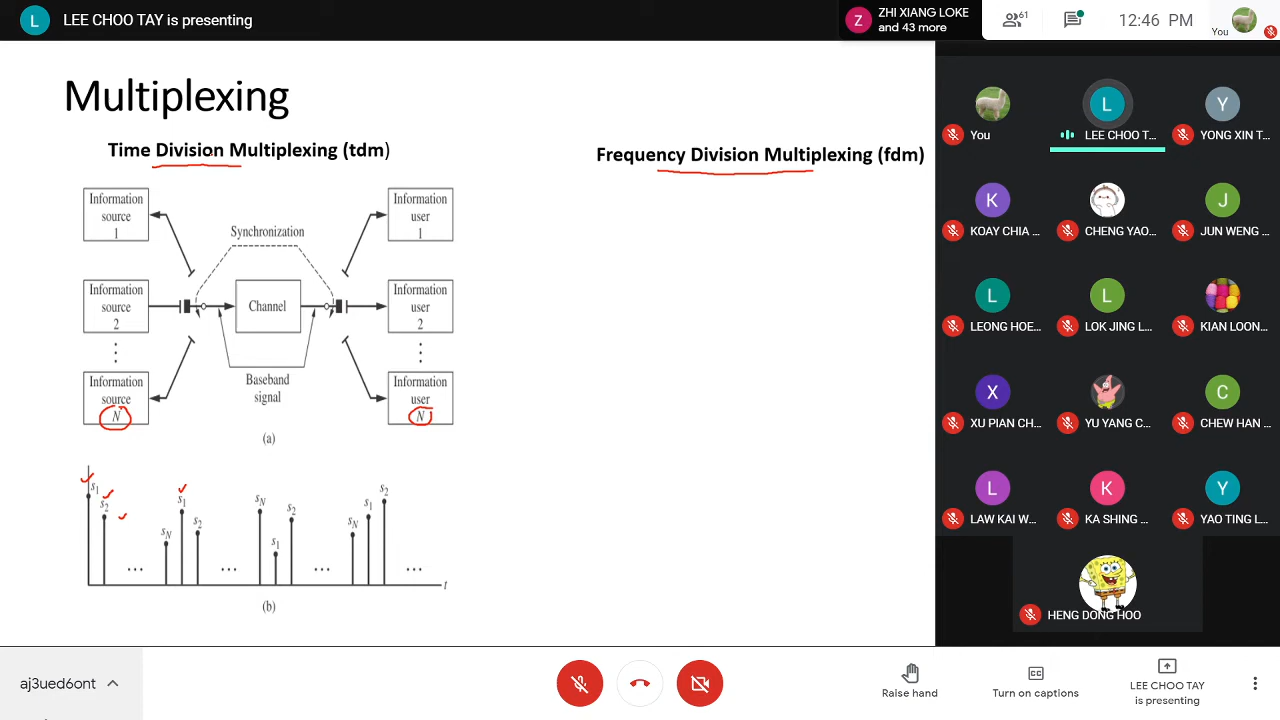 L LEE CHOO TAY is presenting
Z ZHI XIANG LOKE
and 43 more
61
12:46 PM
You
Multiplexing
Time Division Multiplexing (tdm)
Frequency Division Multiplexing (fdm)
Information
source
1
Information
user
1
Synchronization
Information
source
2
Channel
Information
user
2
Baseband
signal
Information
source
N
Information
user
N
(a)
s1
s2
...
sN
s1
s2
...
sN
s1
s2
...
sN
s1
s2
...
t
(b)
You
L
LEE CHOO T...
Y
YONG XIN T...
K
KOAY CHIA ...
CHENG YAO...
J
JUN WENG ...
L
LEONG HOE...
L
LOK JING L...
KIAN LOON...
X
XU PIAN CH...
YU YANG C...
C
CHEW HAN ...
L
LAW KAI W...
K
KA SHING ...
Y
YAO TING L...
HENG DONG HOO
aj3ued6ont
Raise hand
CC
Turn on captions
LEE CHOO TAY
is presenting